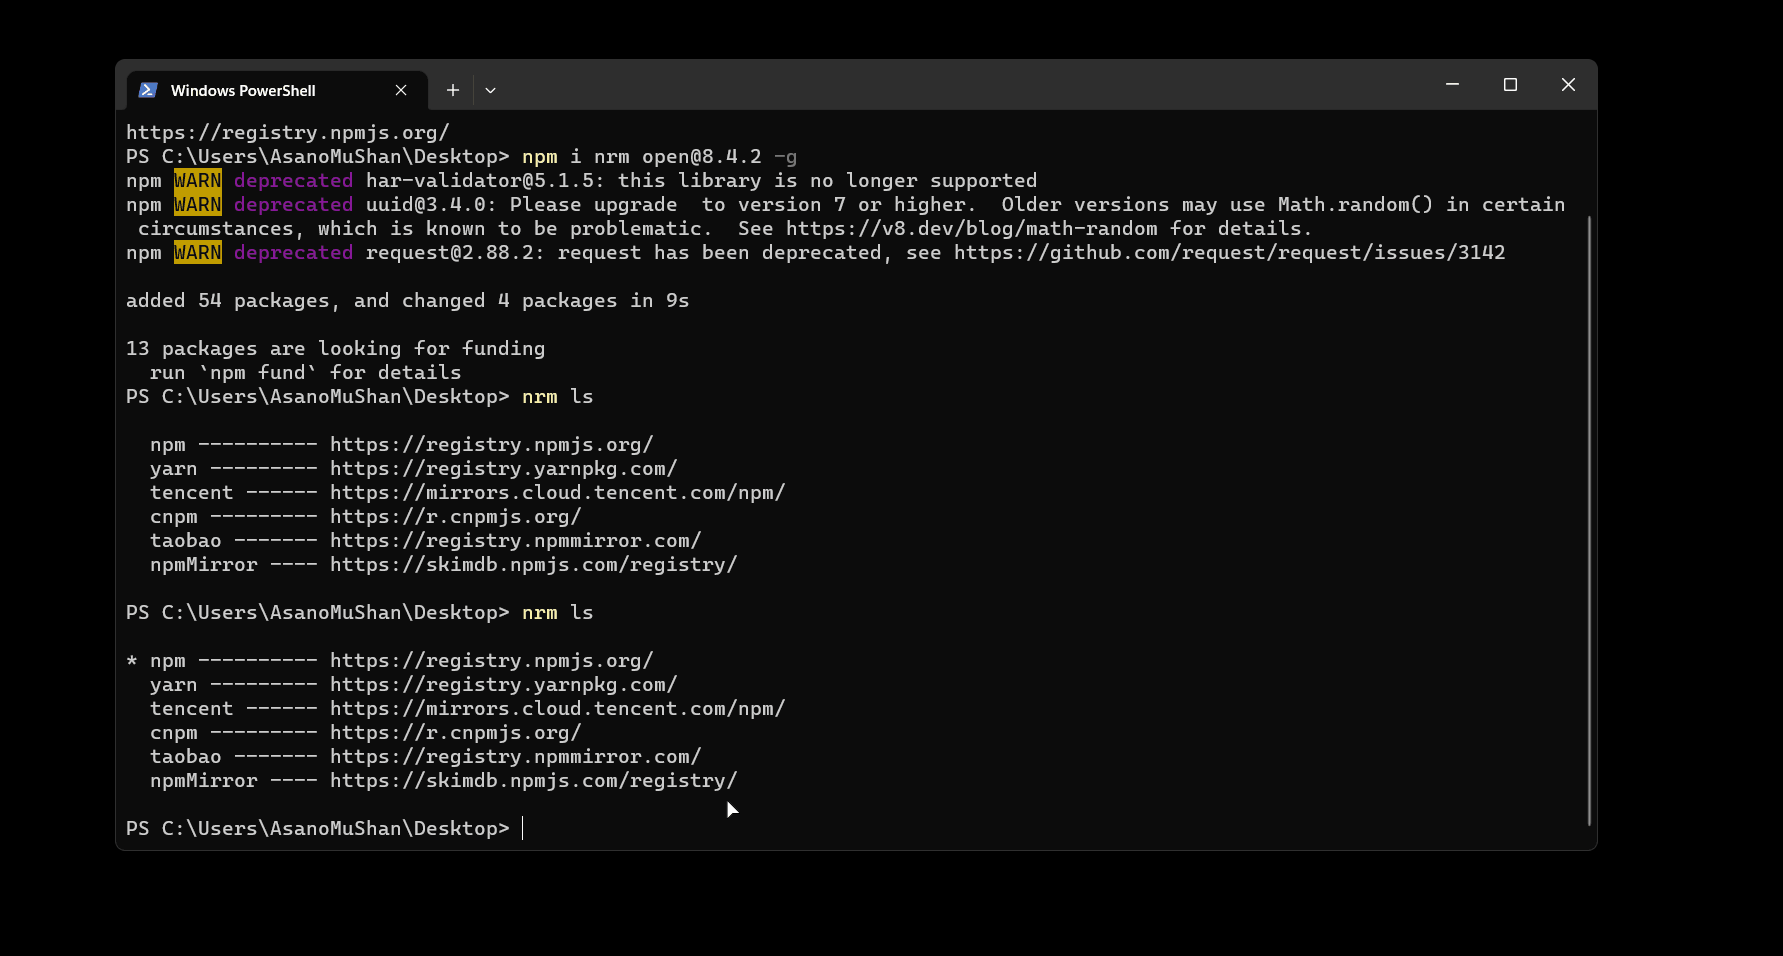 Windows PowerShell
https://registry.npmjs.org/
PS C:\Users\AsanoMuShan\Desktop> npm i nrm open@8.4.2 -g
npm WARN deprecated har-validator@5.1.5: this library is no longer supported
npm WARN deprecated uuid@3.4.0: Please upgrade  to version 7 or higher.  Older versions may use Math.random() in certain
 circumstances, which is known to be problematic.  See https://v8.dev/blog/math-random for details.
npm WARN deprecated request@2.88.2: request has been deprecated, see https://github.com/request/request/issues/3142
added 54 packages, and changed 4 packages in 9s
13 packages are looking for funding
  run `npm fund` for details
PS C:\Users\AsanoMuShan\Desktop> nrm ls
  npm ---------- https://registry.npmjs.org/
  yarn --------- https://registry.yarnpkg.com/
  tencent ------ https://mirrors.cloud.tencent.com/npm/
  cnpm --------- https://r.cnpmjs.org/
  taobao ------- https://registry.npmmirror.com/
  npmMirror ---- https://skimdb.npmjs.com/registry/
PS C:\Users\AsanoMuShan\Desktop> nrm ls
* npm ---------- https://registry.npmjs.org/
  yarn --------- https://registry.yarnpkg.com/
  tencent ------ https://mirrors.cloud.tencent.com/npm/
  cnpm --------- https://r.cnpmjs.org/
  taobao ------- https://registry.npmmirror.com/
  npmMirror ---- https://skimdb.npmjs.com/registry/
PS C:\Users\AsanoMuShan\Desktop>